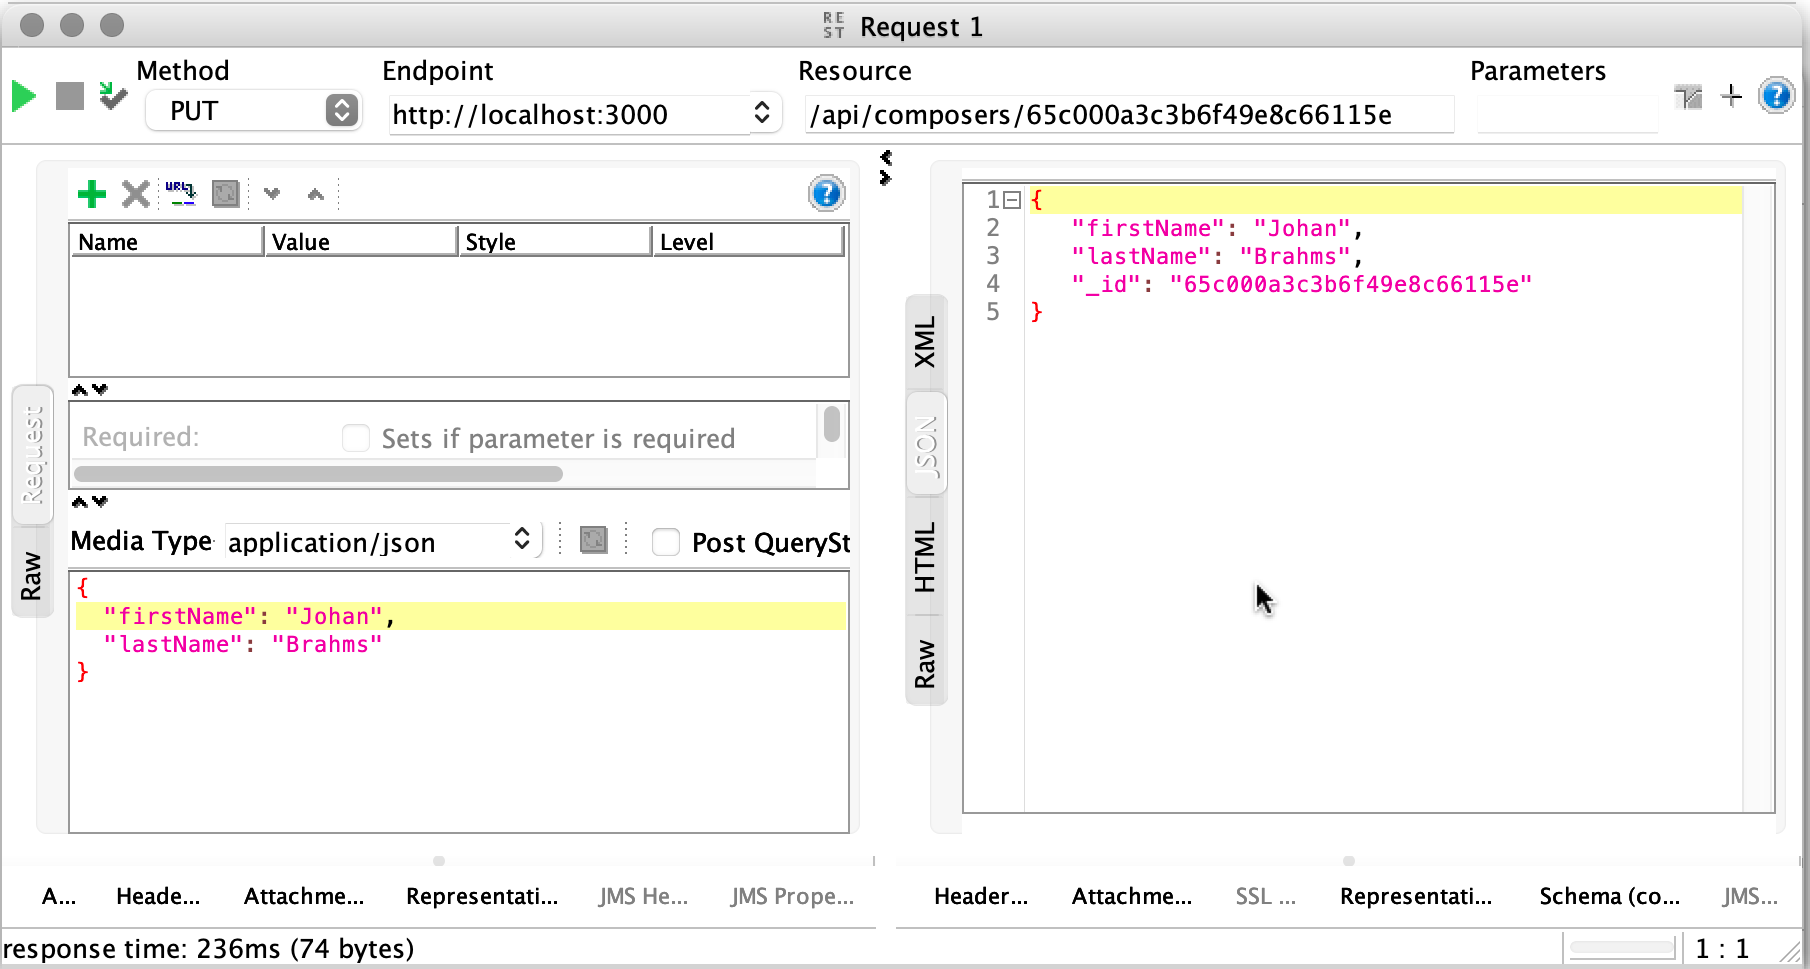 REST Request 1
Method Endpoint Resource Parameters
PUT http://localhost:3000 /api/composers/65c000a3c3b6f49e8c66115e
URL
Name Value Style Level
Required: Sets if parameter is required
Media Type application/json Post QuerySt
{
"firstName": "Johan",
"lastName": "Brahms"
}
Request
Raw
XML
JSON
HTML
Raw
1 {
2 "firstName": "Johan",
3 "lastName": "Brahms",
4 "_id": "65c000a3c3b6f49e8c66115e"
5 }
A... Heade... Attachme... Representati... JMS He... JMS Prope...
Header... Attachme... SSL ... Representati... Schema (co... JMS...
response time: 236ms (74 bytes)
1 : 1